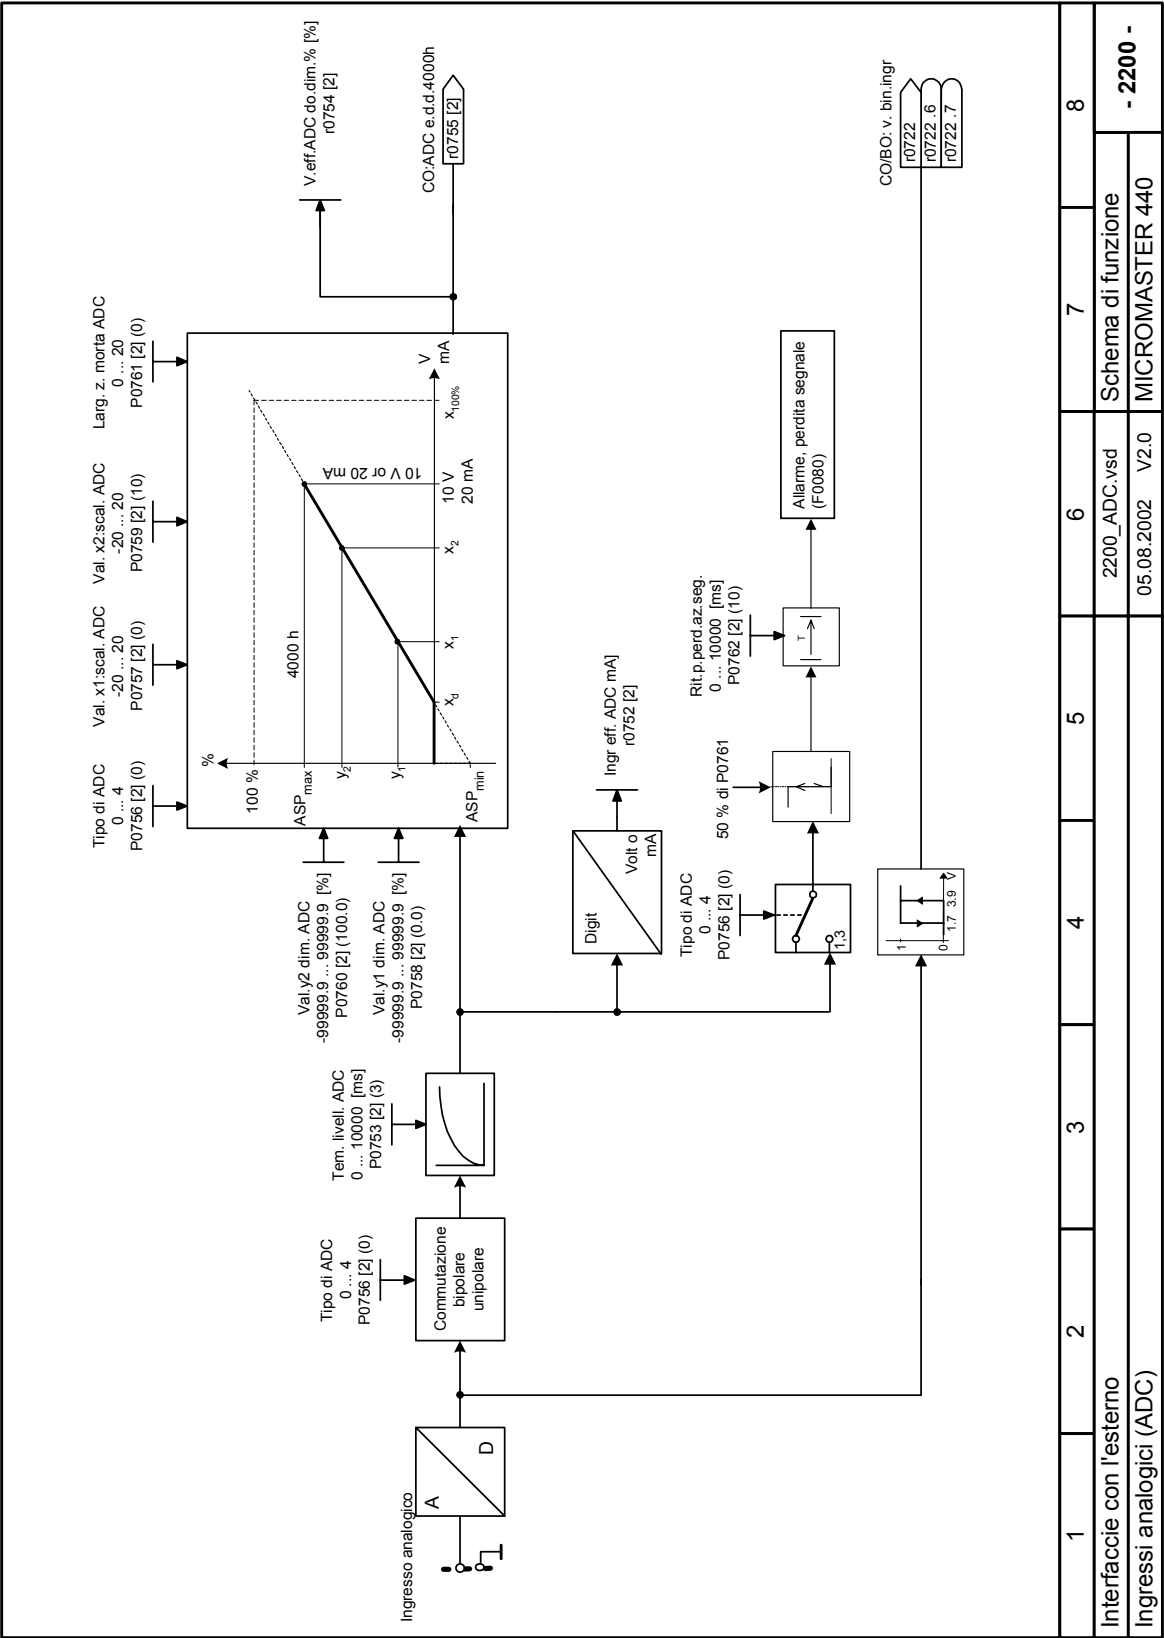 Ingresso analogico
A
D
Tipo di ADC
0 ... 4
P0756 [2] (0)
Commutazione
bipolare
unipolare
Tem. livell. ADC
0 ... 10000 [ms]
P0753 [2] (3)
Val.y2 dim. ADC
-99999.9 ... 99999.9 [%]
P0760 [2] (100.0)
Val.y1 dim. ADC
-99999.9 ... 99999.9 [%]
P0758 [2] (0.0)
Tipo di ADC
0 ... 4
P0756 [2] (0)
Val. x1:scal. ADC
-20 ... 20
P0757 [2] (0)
Val. x2:scal. ADC
-20 ... 20
P0759 [2] (10)
Larg. z. morta ADC
0 ... 20
P0761 [2] (0)
%
100 %
ASPmax
y2
y1
ASPmin
4000 h
xd
x1
x2
10 V or 20 mA
10 V
20 mA
x100%
V
mA
V.eff.ADC do.dim.% [%]
r0754 [2]
CO:ADC e.d.d.4000h
r0755 [2]
Digit
Volt o
mA
Ingr eff. ADC mA]
r0752 [2]
Tipo di ADC
0 ... 4
P0756 [2] (0)
1,3
50 % di P0761
Rit.p.perd.az.seg.
0 ... 10000 [ms]
P0762 [2] (10)
T
Allarme, perdita segnale
(F0080)
1
0
1.7 3.9 V
CO/BO: v. bin.ingr
r0722
r0722 .6
r0722 .7
1 2 3 4 5 6 7 8
Interfaccie con l'esterno
2200_ADC.vsd
Schema di funzione
- 2200 -
Ingressi analogici (ADC)
05.08.2002 V2.0
MICROMASTER 440